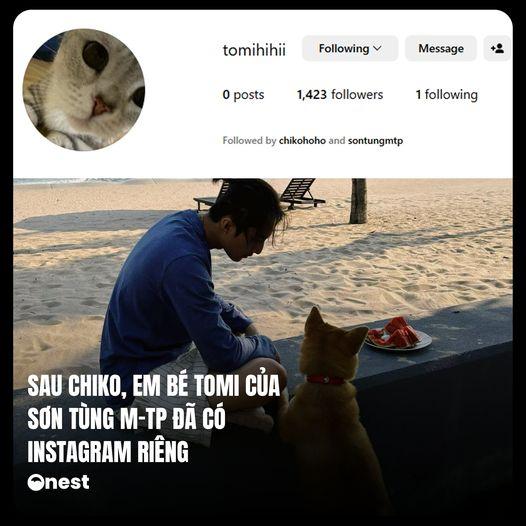 tomihihii Following Message
0 posts 1,423 followers 1 following
Followed by chikohoho and sontungmtp
SAU CHIKO, EM BÉ TOMI CỦA
SƠN TÙNG M-TP ĐÃ CÓ
INSTAGRAM RIÊNG
nest